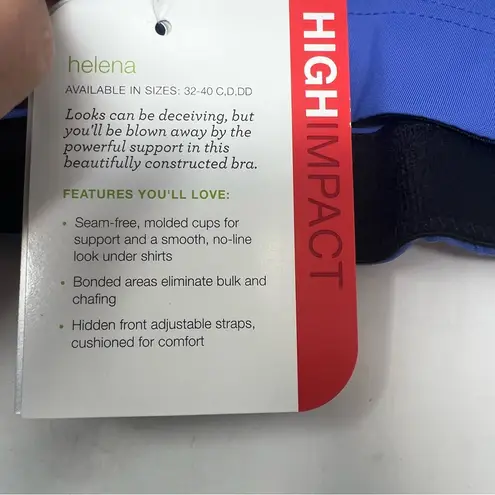 helena
AVAILABLE IN SIZES: 32-40 C,D,DD
Looks can be deceiving, but
you'll be blown away by the
powerful support in this
beautifully constructed bra.
FEATURES YOU'LL LOVE:
• Seam-free, molded cups for
support and a smooth, no-line
look under shirts
• Bonded areas eliminate bulk and
chafing
• Hidden front adjustable straps,
cushioned for comfort
HIGHIMPACT